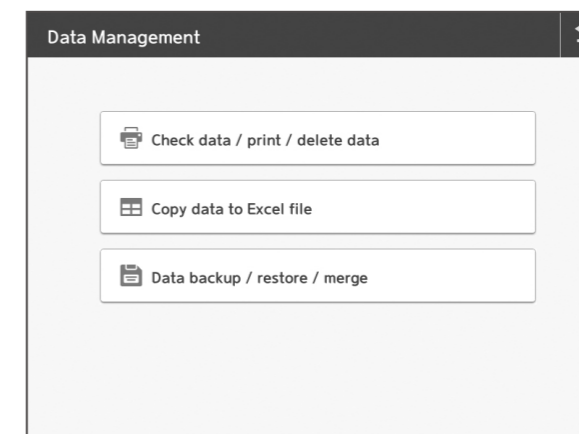 Data Management
Check data / print / delete data
Copy data to Excel file
Data backup / restore / merge